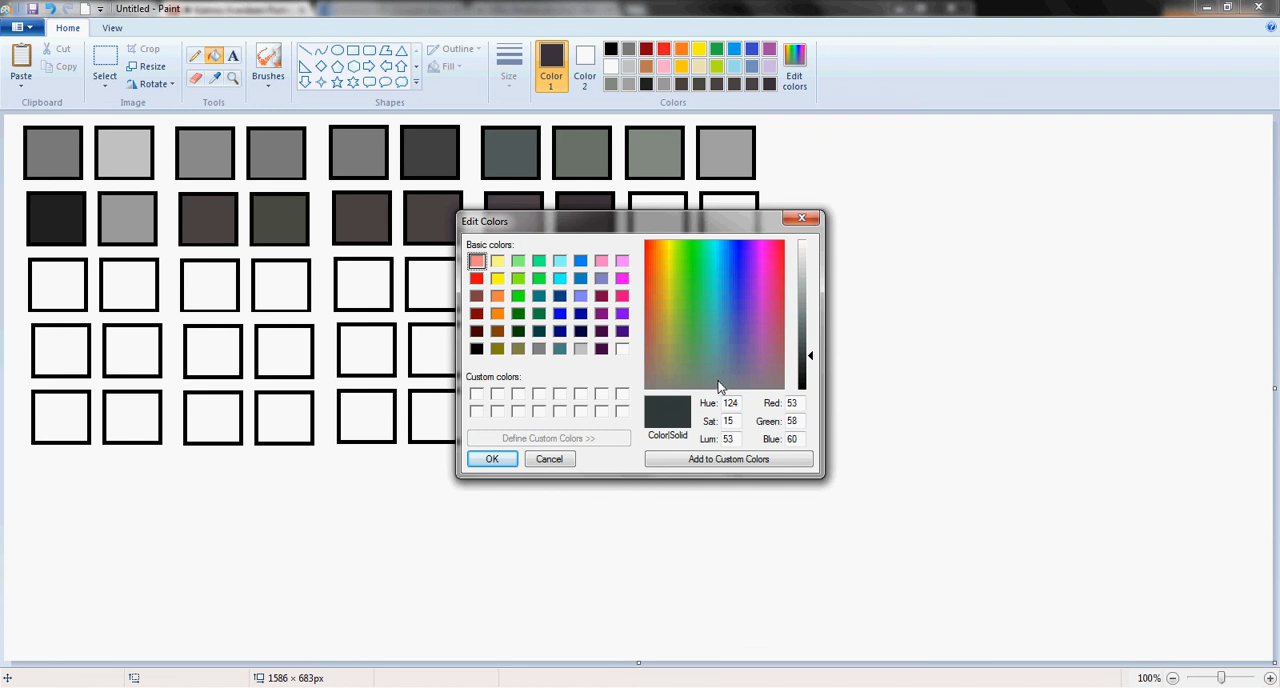 Untitled - Paint
Home View
Paste
Cut
Copy
Clipboard
Select
Crop
Resize
Rotate
Image
Tools
Brushes
Outline
Fill
Shapes
Size
Color 1
Color 2
Edit colors
Colors
Edit Colors
Basic colors:
Custom colors:
Define Custom Colors >>
OK Cancel
Color|Solid
Hue: 124 Red: 53
Sat: 15 Green: 58
Lum: 53 Blue: 60
Add to Custom Colors
1586 × 683px
100%